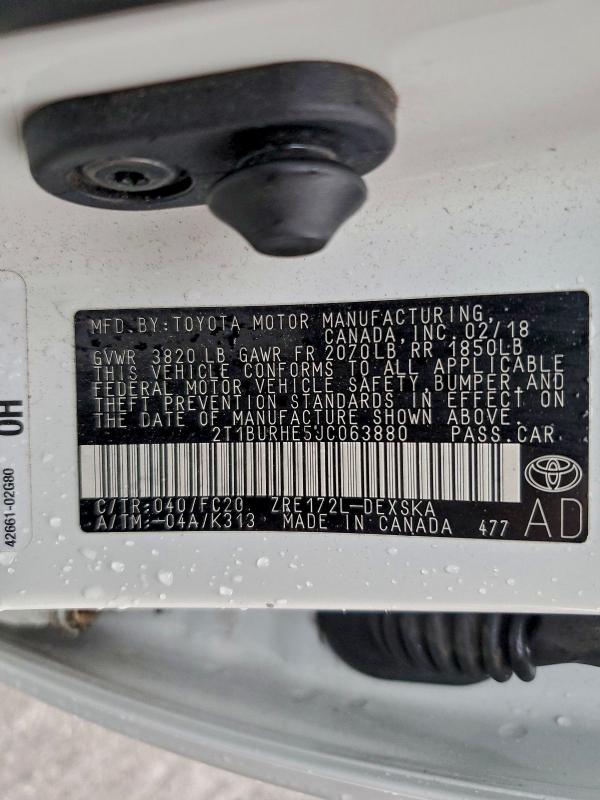 MFD. BY: TOYOTA MOTOR MANUFACTURING,
CANADA, INC. 02/18
GVWR 3820 LB GAWR FR 2070LB RR 1850LB
THIS VEHICLE CONFORMS TO ALL APPLICABLE
FEDERAL MOTOR VEHICLE SAFETY, BUMPER, AND
THEFT PREVENTION STANDARDS IN EFFECT ON
THE DATE OF MANUFACTURE SHOWN ABOVE.
2T1BURHE5JC063880 PASS. CAR
C/TR: 040/FC20 ZRE172L-DEXSKA
A/TM: -04A/K313 MADE IN CANADA 477
AD
42661-02G80 0H